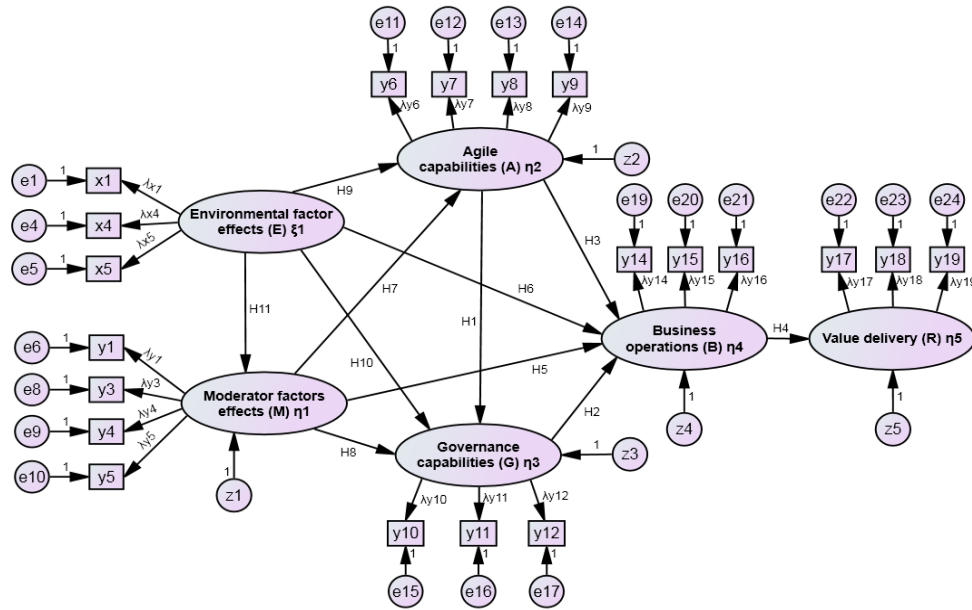 e11
e12
e13
e14
1
1
1
1
y6
y7
y8
y9
λy6
λy7
λy8
λy9
Agile
capabilities (A) η2
1
z2
e1
1
x1
λx1
e4
1
x4
λx4
e5
1
x5
λx5
Environmental factor
effects (E) ξ1
H9
H3
H6
H7
H11
H10
H1
e19
e20
e21
1
1
1
y14
y15
y16
λy14
λy15
λy16
e22
e23
e24
1
1
1
y17
y18
y19
λy17
λy18
λy19
Business
operations (B) η4
H4
Value delivery (R) η5
e6
1
y1
λy1
e8
1
y3
λy3
e9
1
y4
λy4
e10
1
y5
λy5
Moderator factors
effects (M) η1
H5
H2
H8
1
z1
1
z4
1
z5
Governance
capabilities (G) η3
1
z3
λy10
λy11
λy12
y10
y11
y12
1
1
1
e15
e16
e17